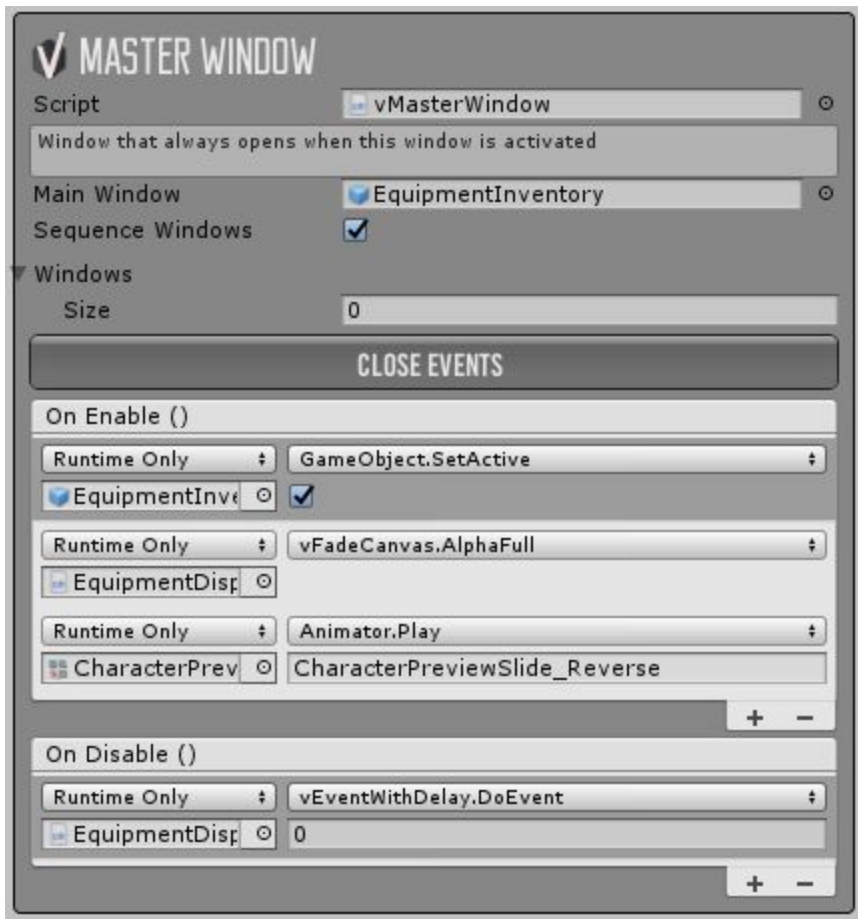 MASTER WINDOW
Script vMasterWindow
Window that always opens when this window is activated
Main Window EquipmentInventory
Sequence Windows
Windows
Size 0
CLOSE EVENTS
On Enable ()
Runtime Only GameObject.SetActive
EquipmentInve
Runtime Only vFadeCanvas.AlphaFull
EquipmentDisp
Runtime Only Animator.Play
CharacterPrev CharacterPreviewSlide_Reverse
+ −
On Disable ()
Runtime Only vEventWithDelay.DoEvent
EquipmentDisp 0
+ −